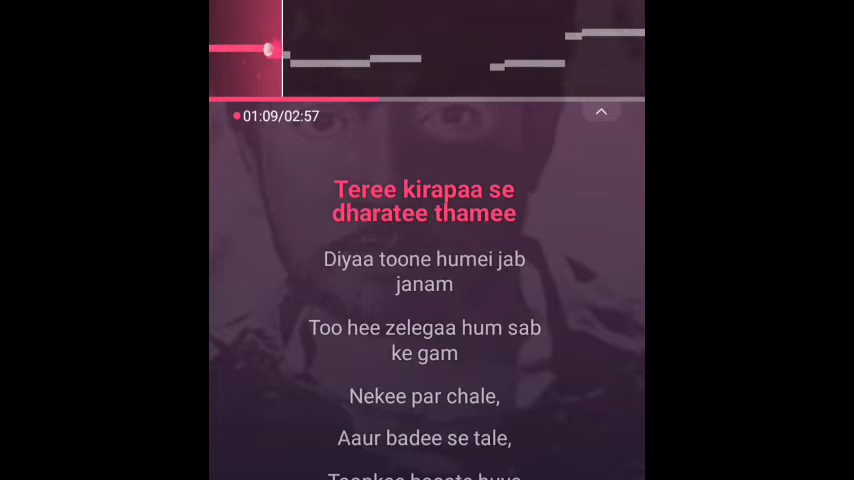 01:09/02:57
Teree kirapaa se
dharatee thamee
Diyaa toone humei jab
janam
Too hee zelegaa hum sab
ke gam
Nekee par chale,
Aaur badee se tale,